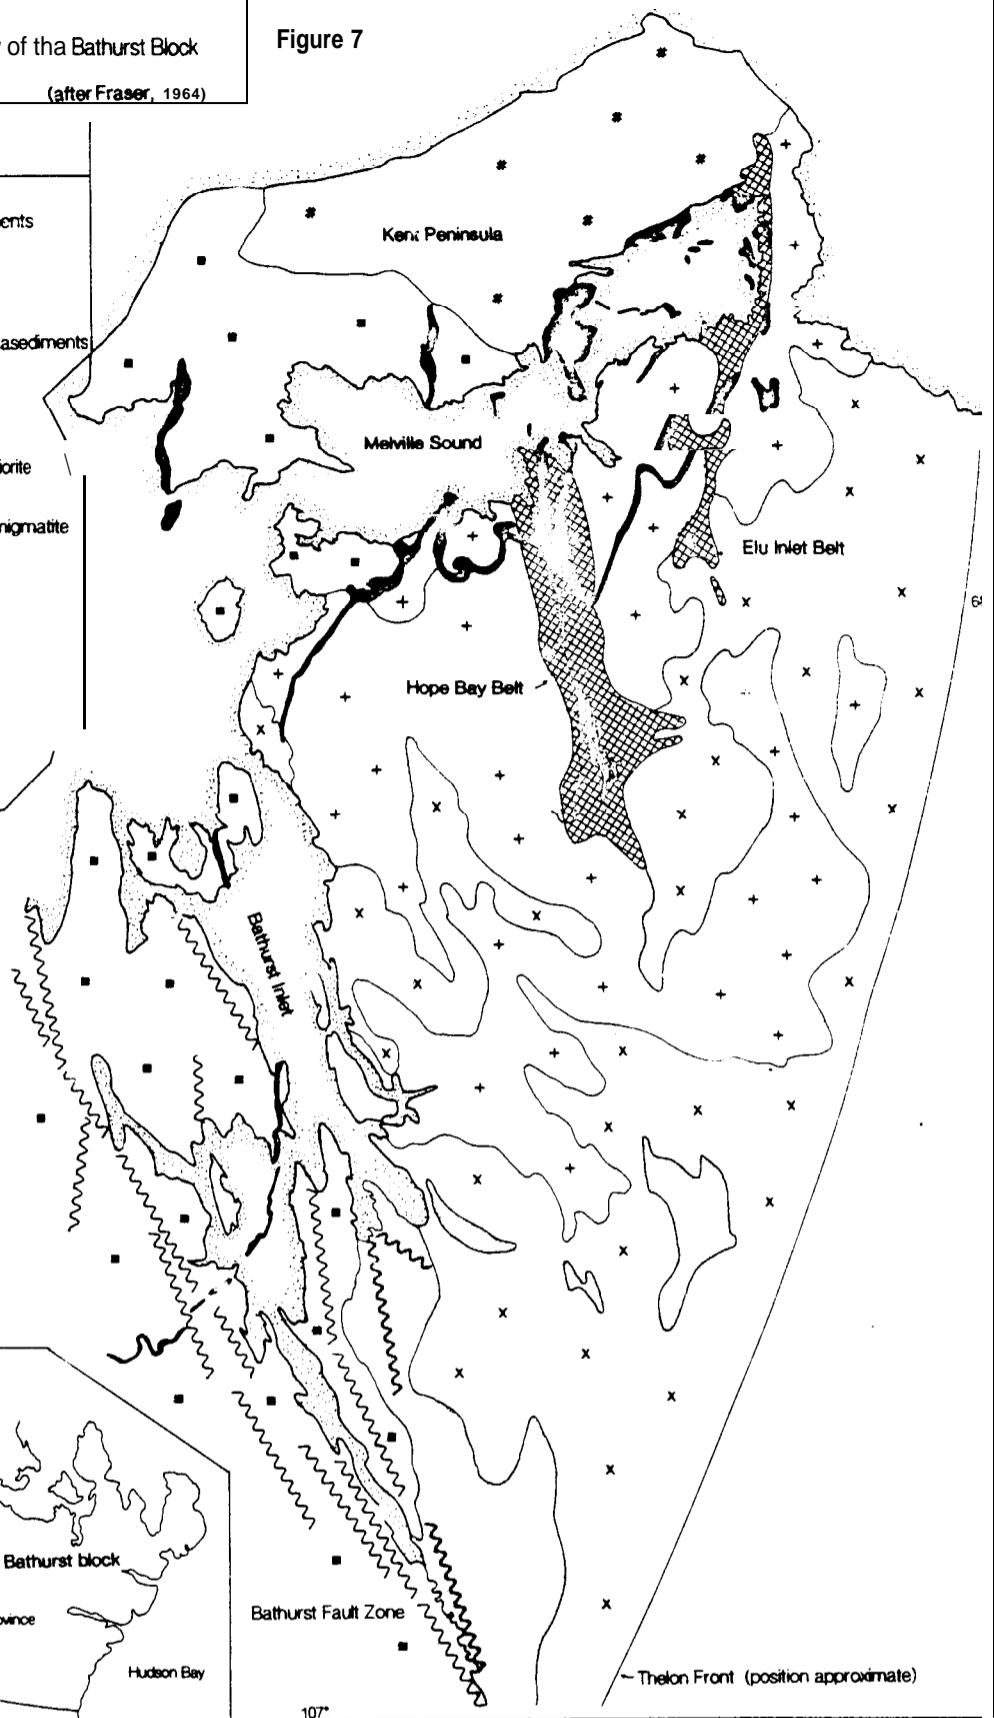 of tha Bathurst Block
Figure 7
(after Fraser, 1964)
ents
Kent Peninsula
asediments
Melville Sound
iorite
nigmatite
Elu Inlet Belt
Hope Bay Belt
Bathurst Inlet
Bathurst block
ovince
Bathurst Fault Zone
Hudson Bay
Thelon Front (position approximate)
107°